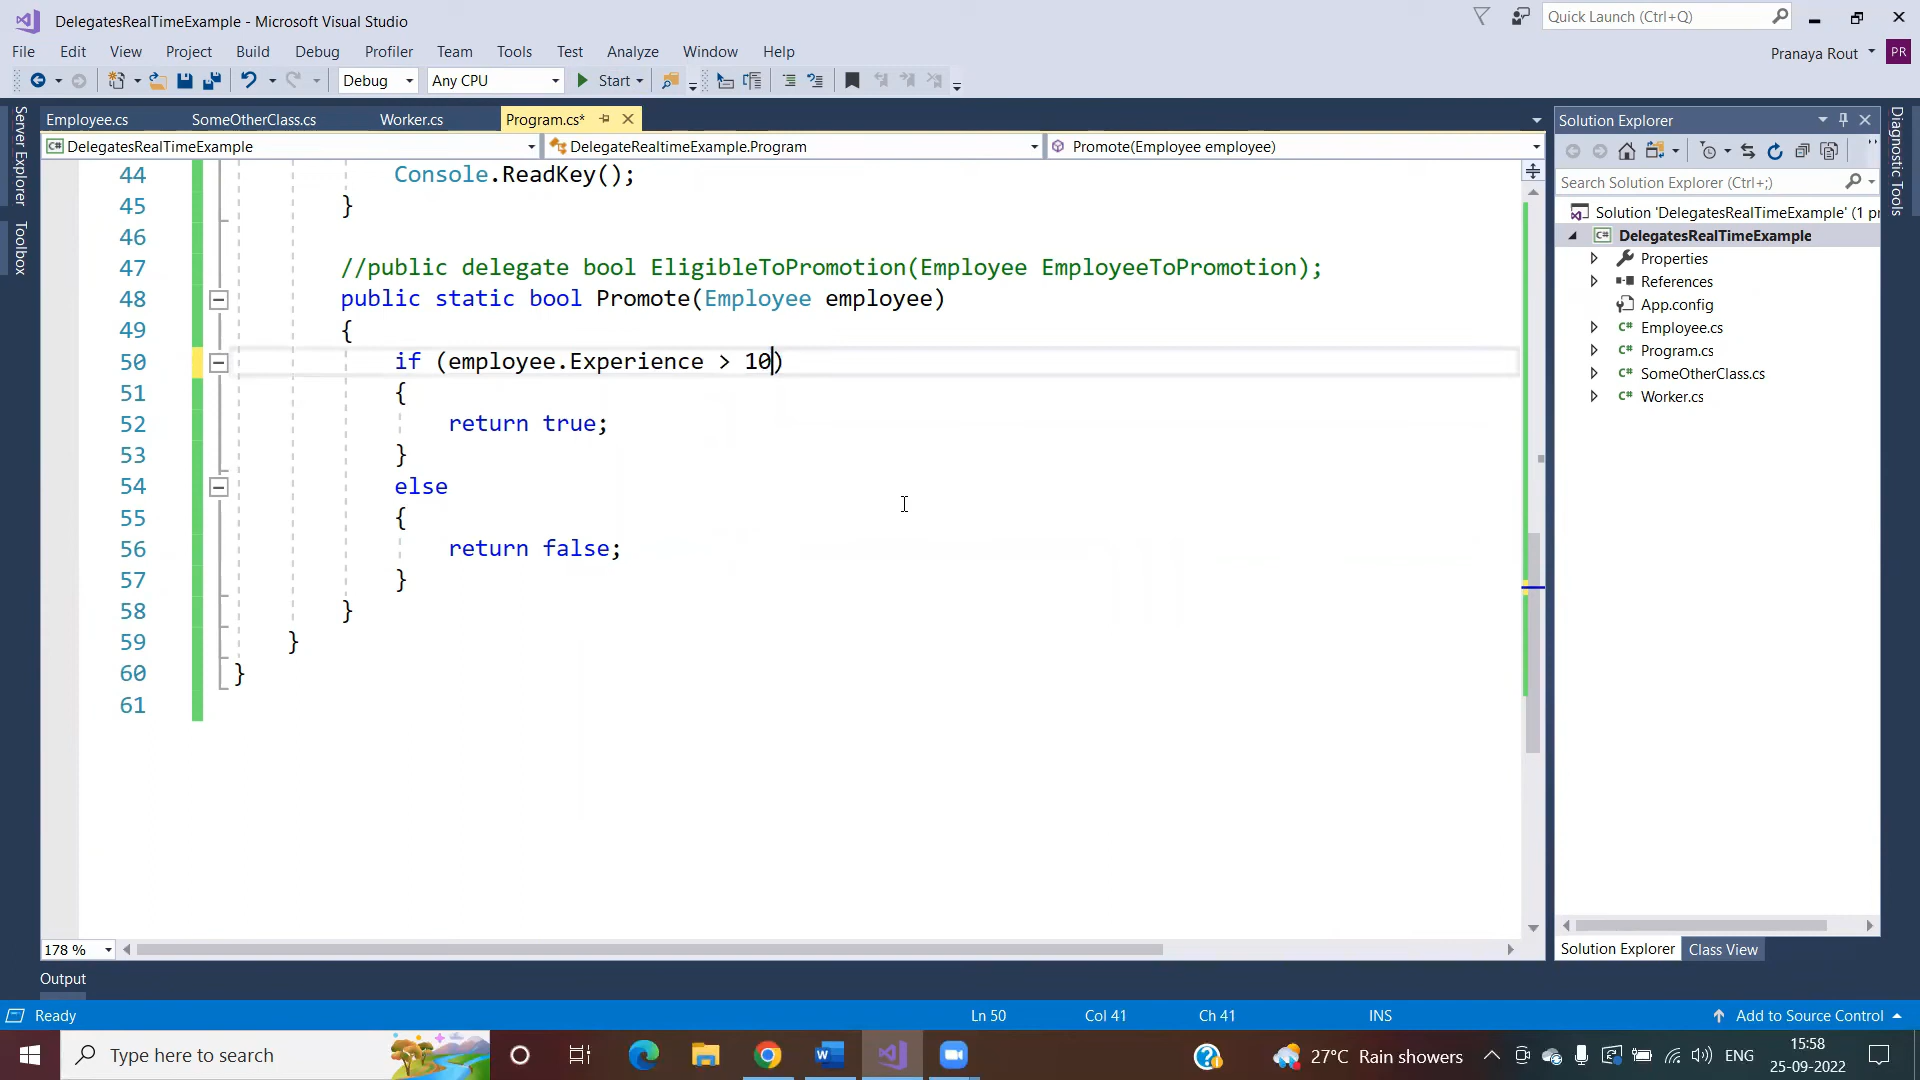 DelegatesRealTimeExample - Microsoft Visual Studio
Quick Launch (Ctrl+Q)
File Edit View Project Build Debug Profiler Team Tools Test Analyze Window Help
Pranaya Rout PR
Debug Any CPU Start
Server Explorer
Toolbox
Employee.cs SomeOtherClass.cs Worker.cs Program.cs*
DelegatesRealTimeExample DelegateRealtimeExample.Program Promote(Employee employee)
44 Console.ReadKey();
45 }
46
47 //public delegate bool EligibleToPromotion(Employee EmployeeToPromotion);
48 public static bool Promote(Employee employee)
49 {
50 if (employee.Experience > 10)
51 {
52 return true;
53 }
54 else
55 {
56 return false;
57 }
58 }
59 }
60 }
61
178 %
Output
Solution Explorer
Search Solution Explorer (Ctrl+;)
Solution 'DelegatesRealTimeExample' (1 pr
C# DelegatesRealTimeExample
Properties
References
App.config
C# Employee.cs
C# Program.cs
C# SomeOtherClass.cs
C# Worker.cs
Solution Explorer Class View
Diagnostic Tools
Ready Ln 50 Col 41 Ch 41 INS Add to Source Control
Type here to search
27°C Rain showers
ENG
15:58
25-09-2022